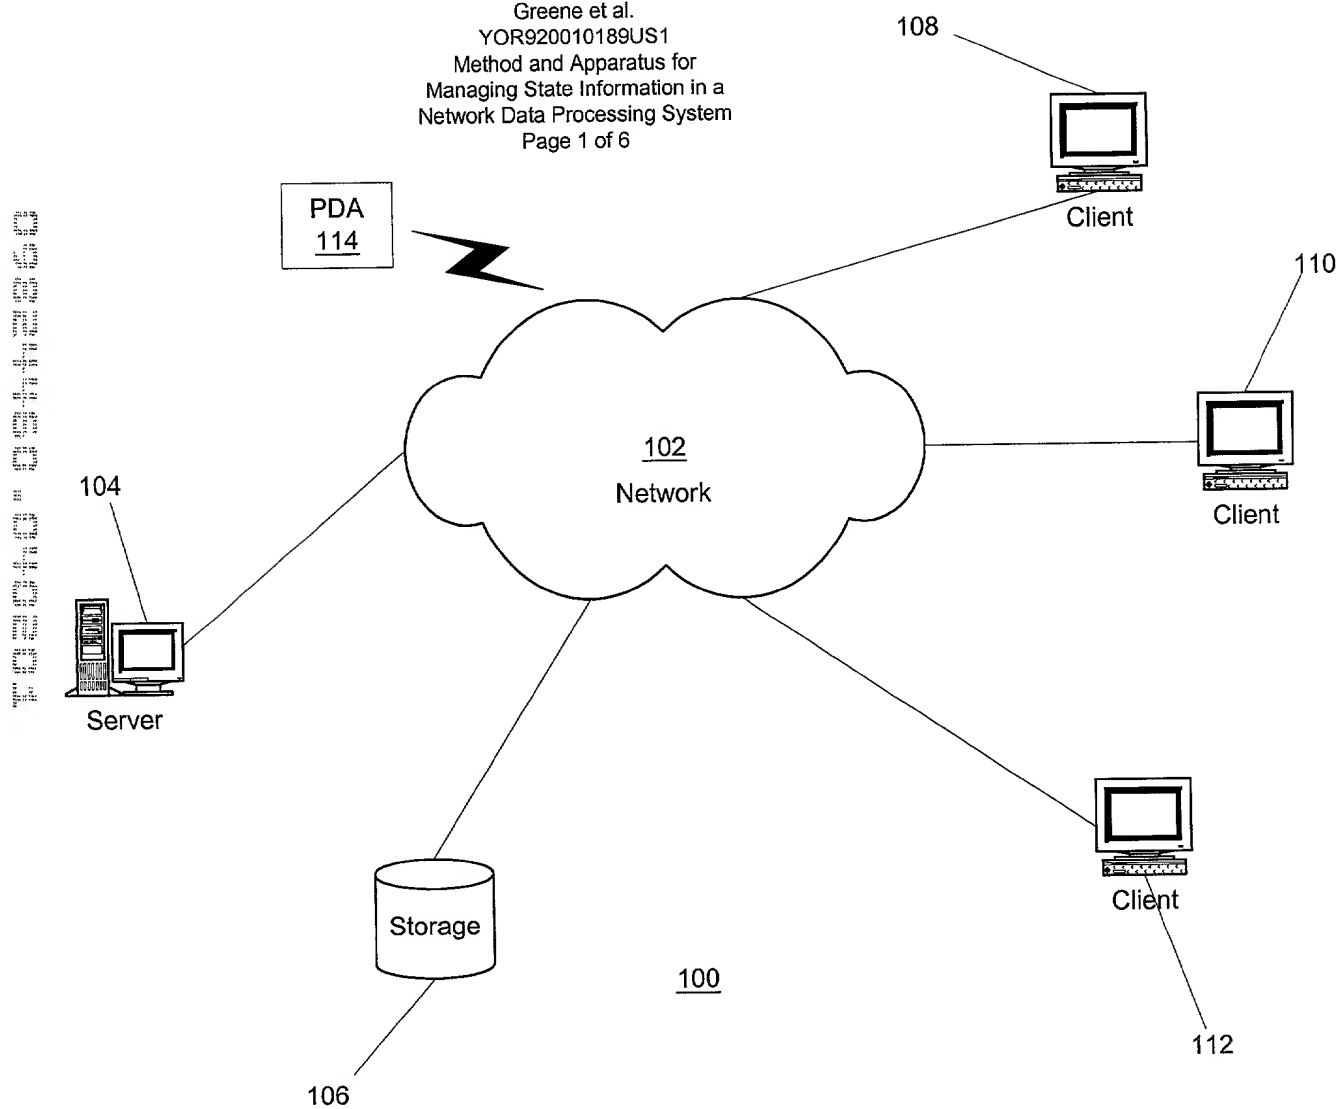 Greene et al.
YOR920010189US1
Method and Apparatus for
Managing State Information in a
Network Data Processing System
Page 1 of 6
108
PDA
114
Client
110
102
Network
104
Client
Server
Storage
Client
100
112
106